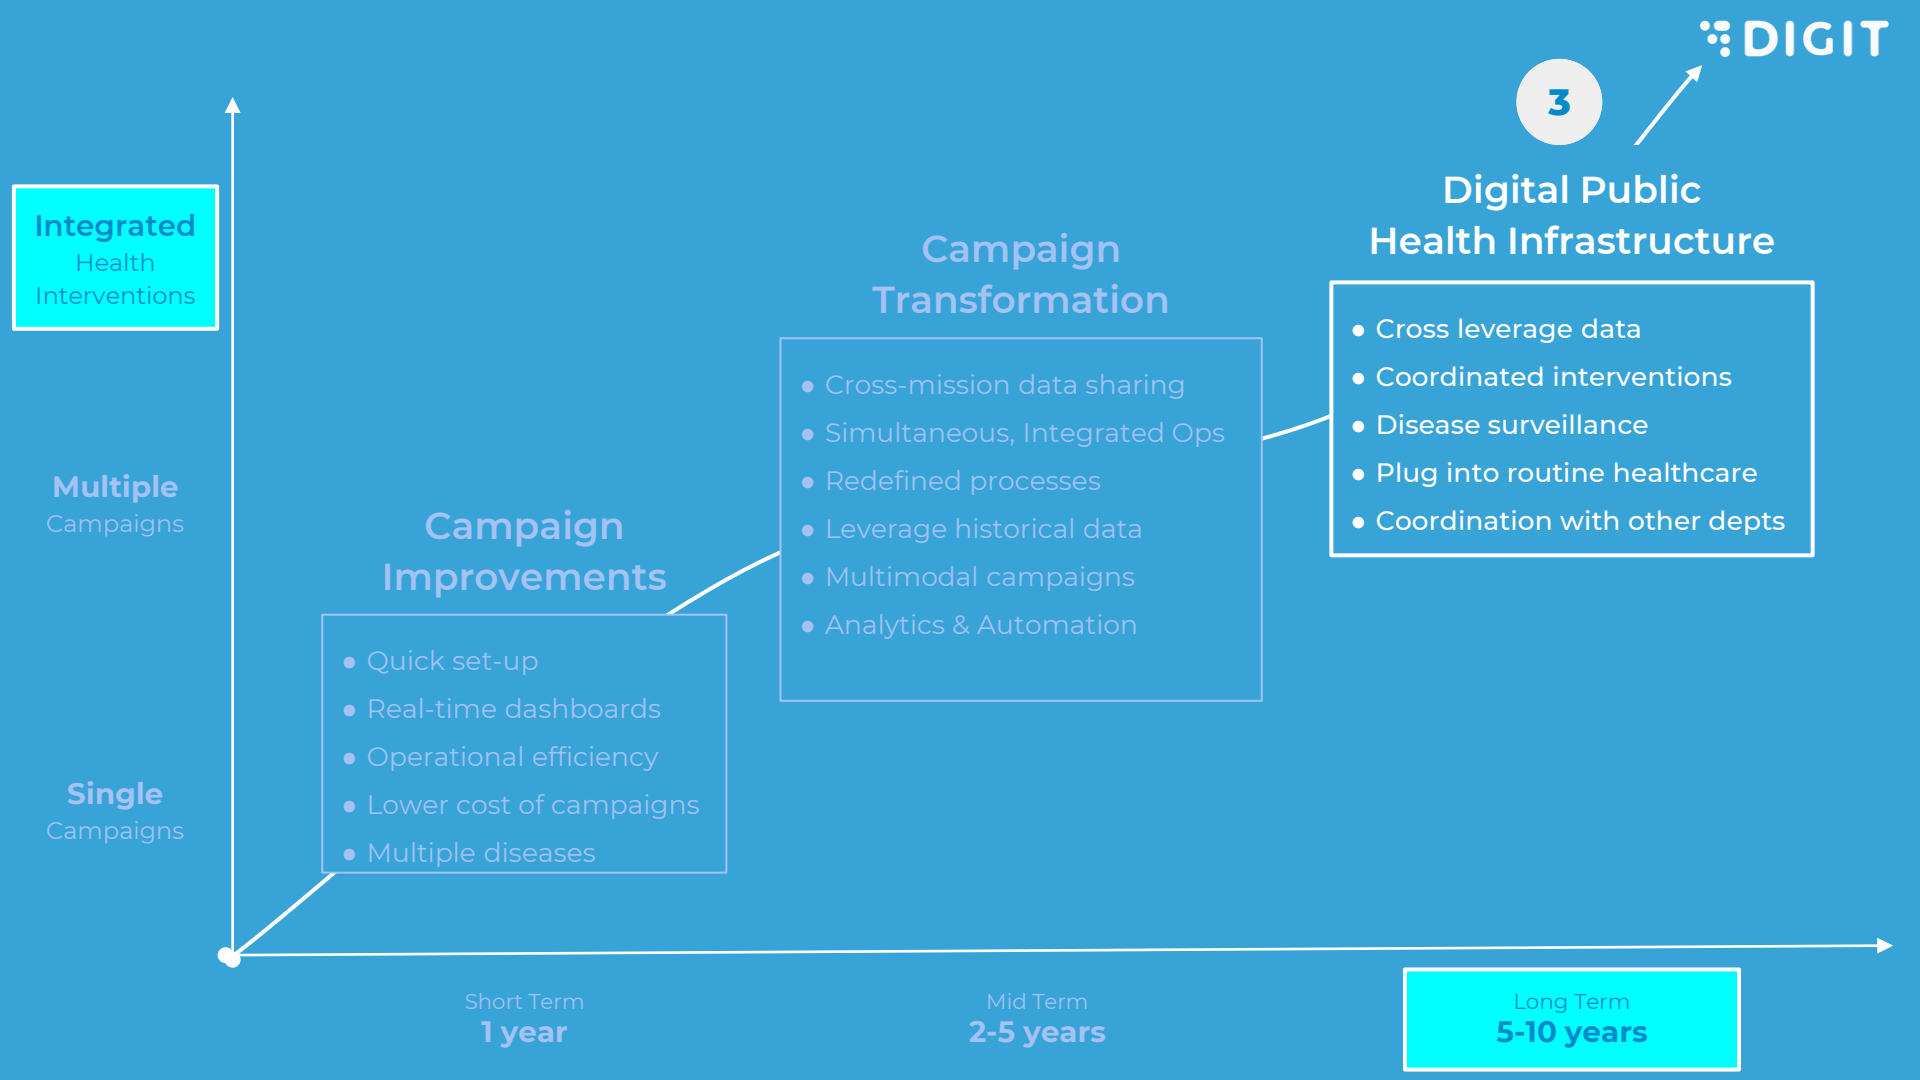 DIGIT
3
Digital Public
Health Infrastructure
● Cross leverage data
● Coordinated interventions
● Disease surveillance
● Plug into routine healthcare
● Coordination with other depts
Campaign
Transformation
● Cross-mission data sharing
● Simultaneous, Integrated Ops
● Redefined processes
● Leverage historical data
● Multimodal campaigns
● Analytics & Automation
Campaign
Improvements
● Quick set-up
● Real-time dashboards
● Operational efficiency
● Lower cost of campaigns
● Multiple diseases
Integrated
Health
Interventions
Multiple
Campaigns
Single
Campaigns
Short Term
1 year
Mid Term
2-5 years
Long Term
5-10 years